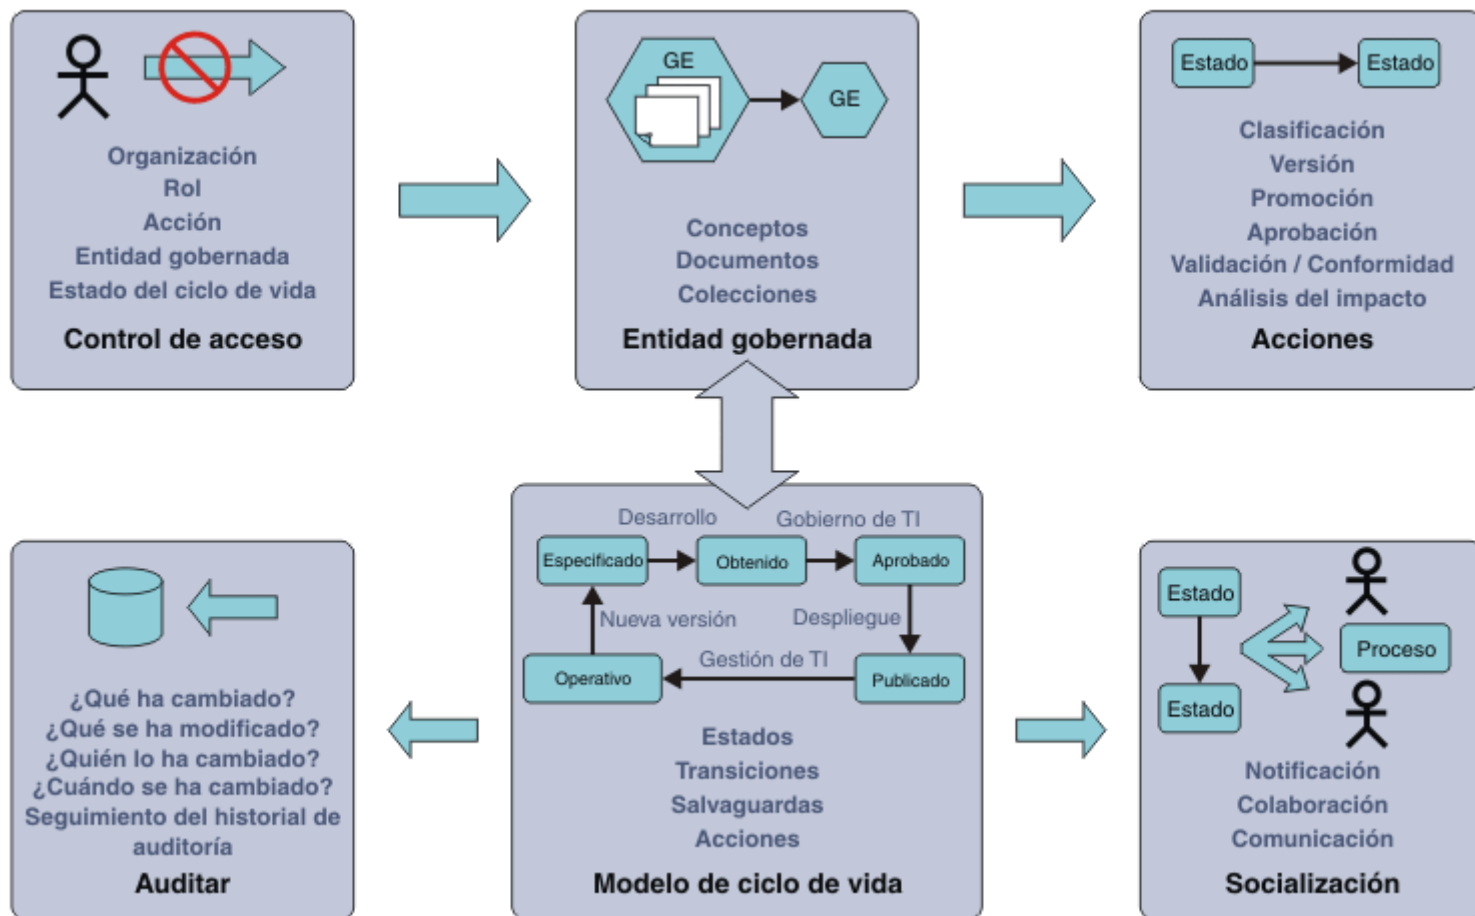 Organización
Rol
Acción
Entidad gobernada
Estado del ciclo de vida
Control de acceso
GE
GE
Conceptos
Documentos
Colecciones
Entidad gobernada
Estado
Estado
Clasificación
Versión
Promoción
Aprobación
Validación / Conformidad
Análisis del impacto
Acciones
¿Qué ha cambiado?
¿Qué se ha modificado?
¿Quién lo ha cambiado?
¿Cuándo se ha cambiado?
Seguimiento del historial de
auditoría
Auditar
Desarrollo
Gobierno de TI
Especificado
Obtenido
Aprobado
Nueva versión
Despliegue
Gestión de TI
Operativo
Publicado
Estados
Transiciones
Salvaguardas
Acciones
Modelo de ciclo de vida
Estado
Proceso
Estado
Notificación
Colaboración
Comunicación
Socialización